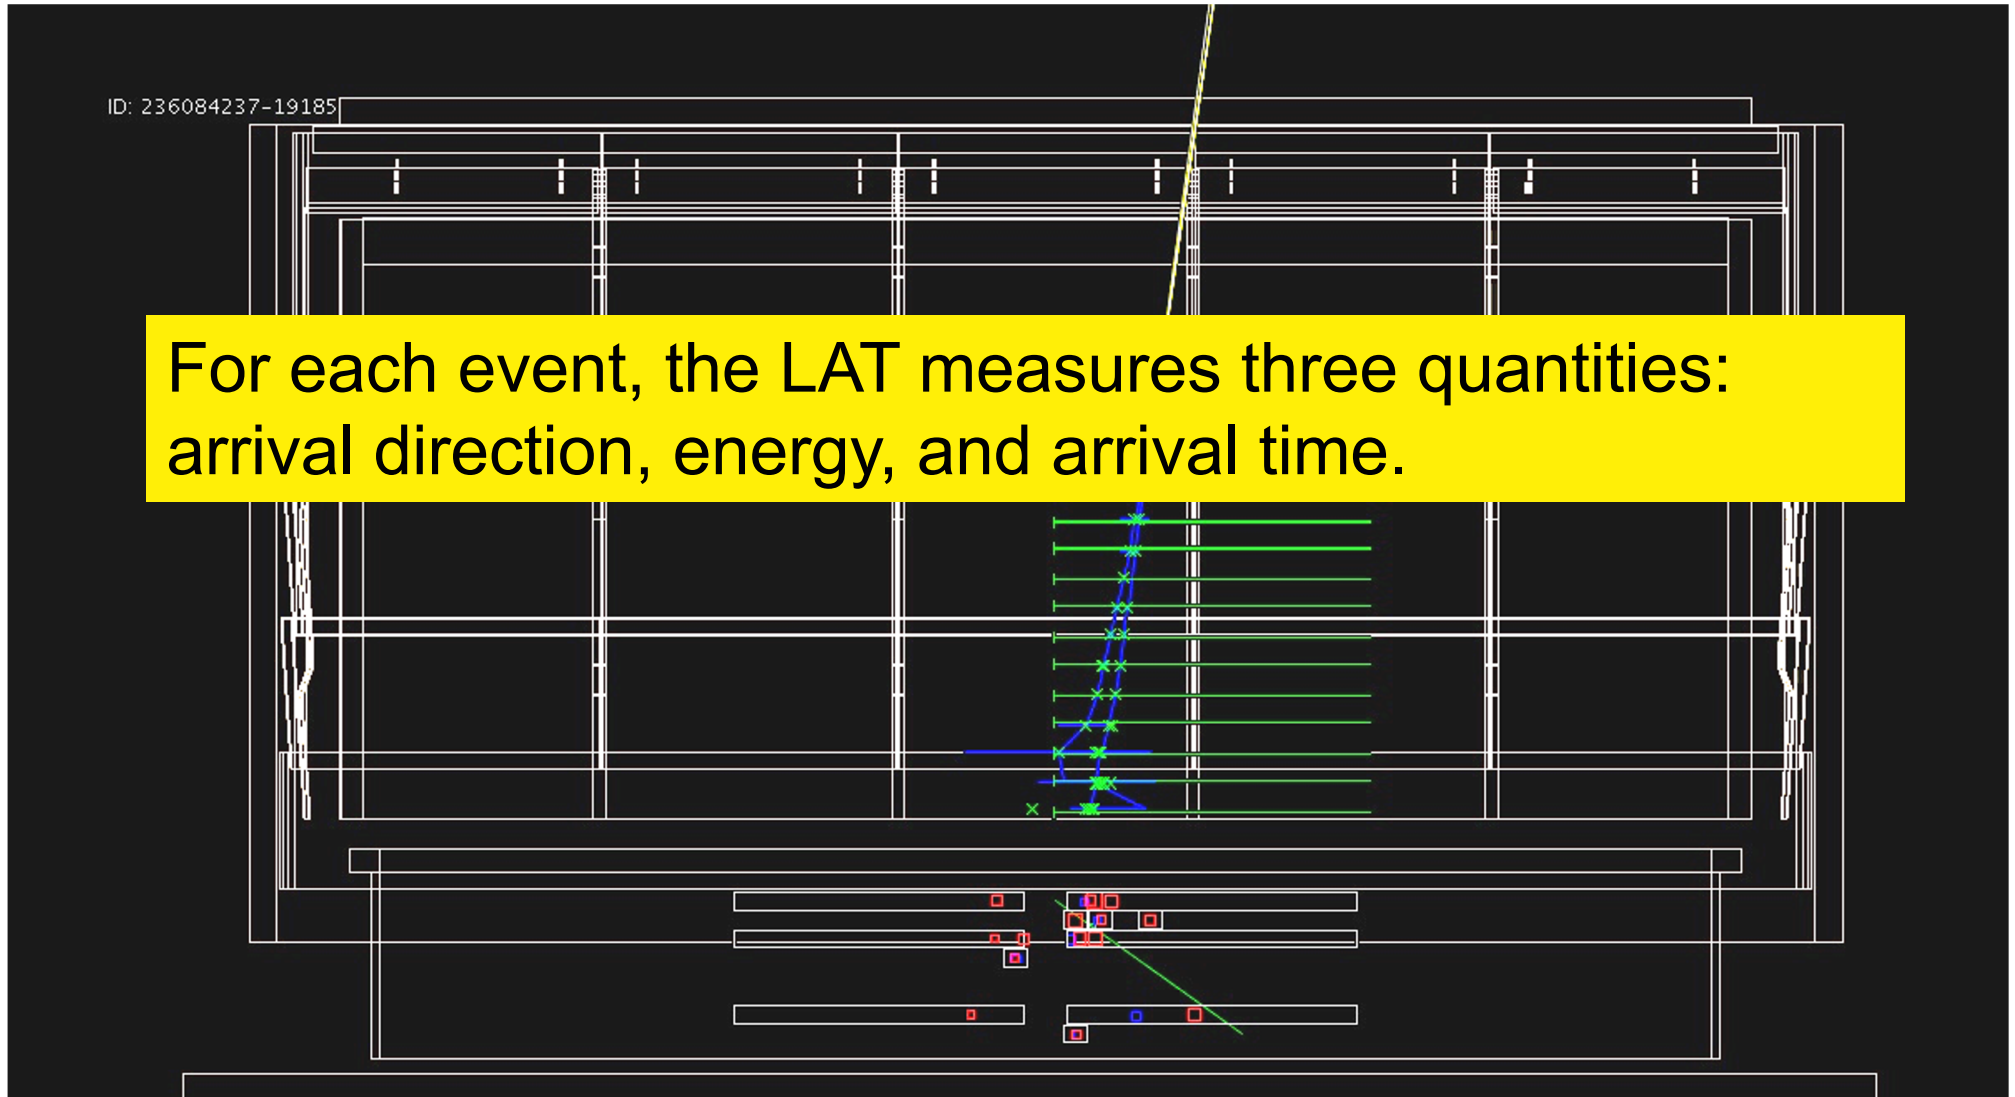 ID: 236084237-19185
For each event, the LAT measures three quantities:
arrival direction, energy, and arrival time.